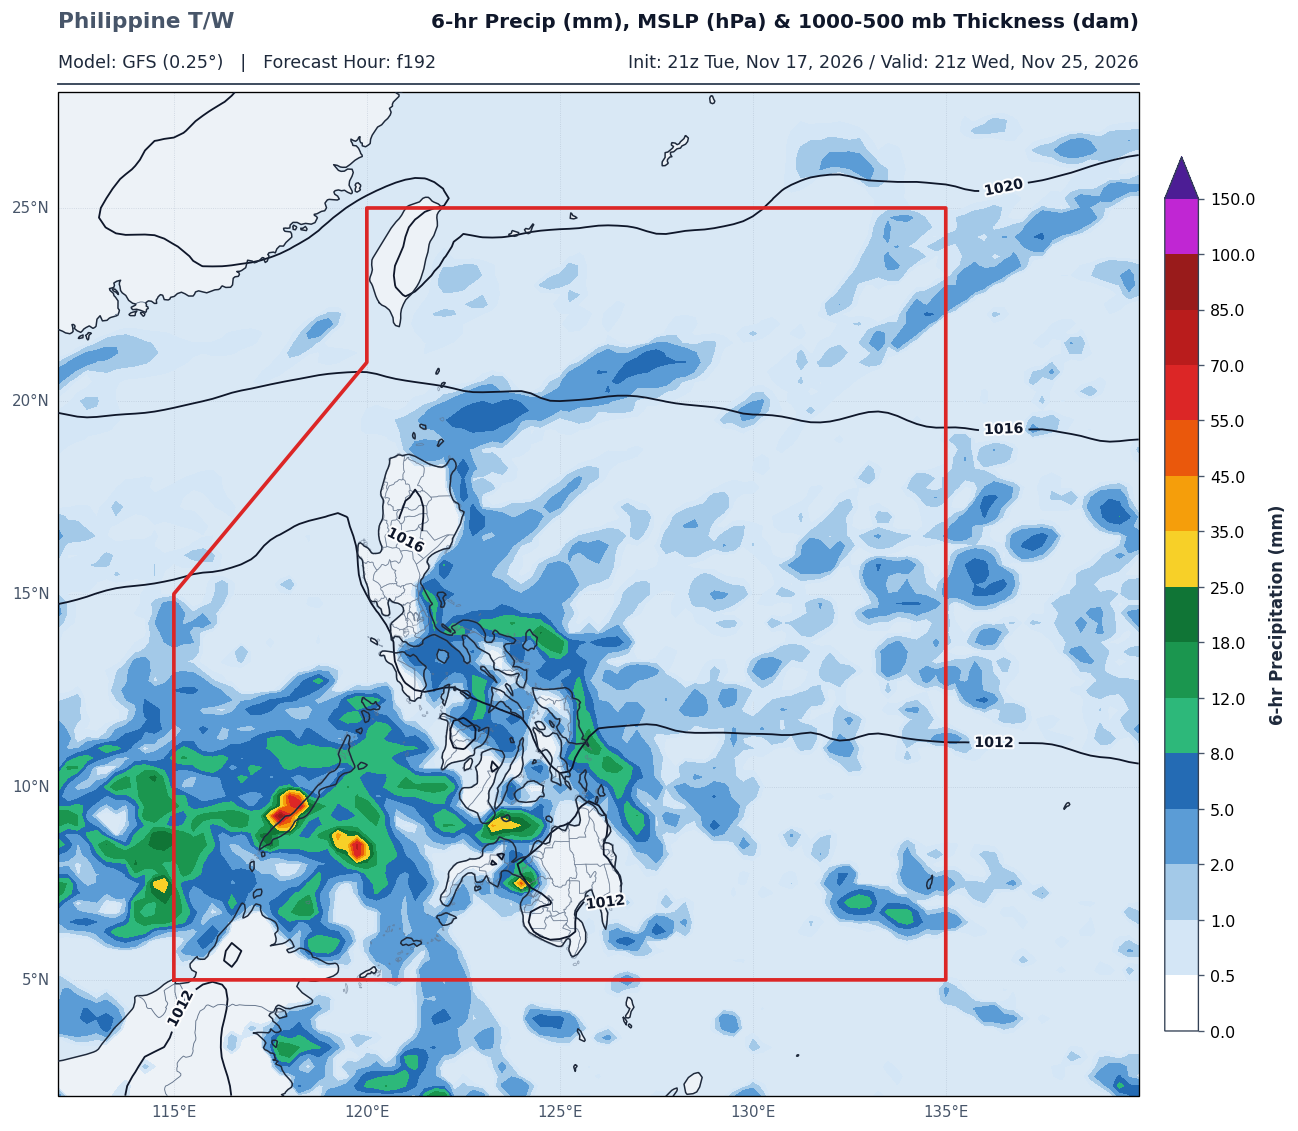 Philippine T/W
6-hr Precip (mm), MSLP (hPa) & 1000-500 mb Thickness (dam)
Model: GFS (0.25°) | Forecast Hour: f192
Init: 21z Tue, Nov 17, 2026 / Valid: 21z Wed, Nov 25, 2026
25°N
20°N
15°N
10°N
5°N
115°E
120°E
125°E
130°E
135°E
1020
1016
1016
1012
1012
1012
150.0
100.0
85.0
70.0
55.0
45.0
35.0
25.0
18.0
12.0
8.0
5.0
2.0
1.0
0.5
0.0
6-hr Precipitation (mm)